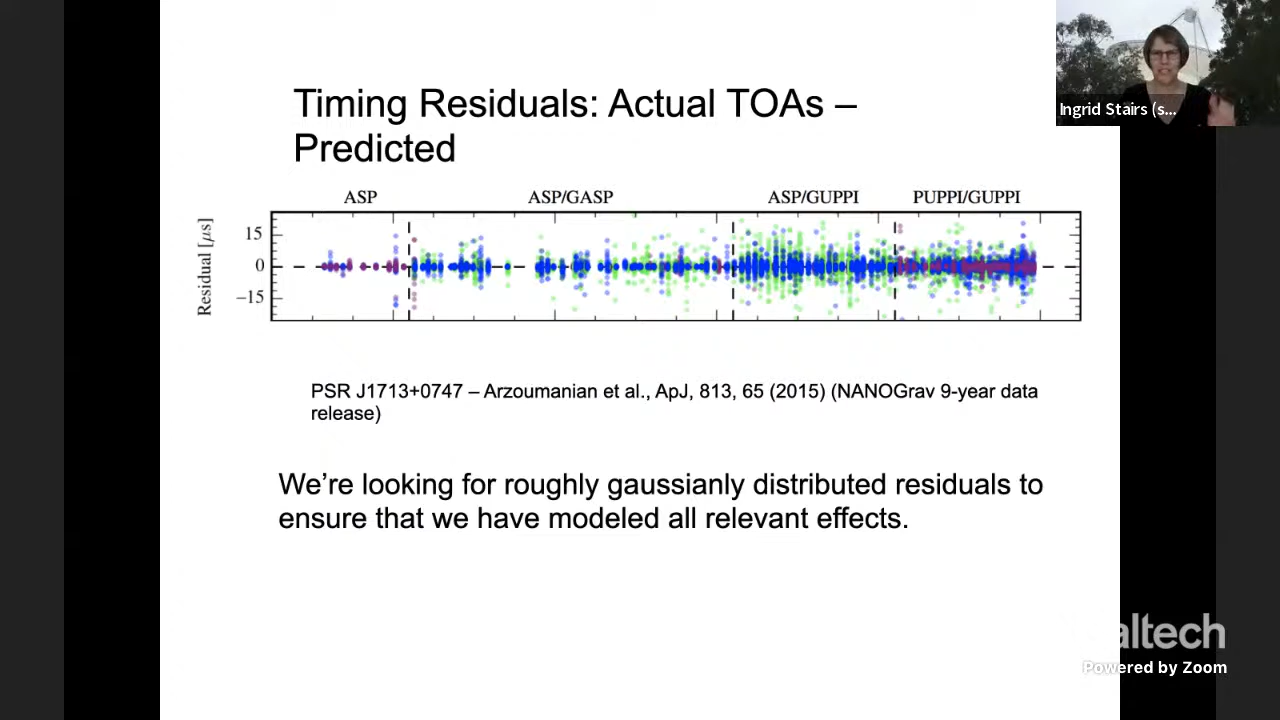 Timing Residuals: Actual TOAs –
Predicted
ASP ASP/GASP ASP/GUPPI PUPPI/GUPPI
Residual [μs]
15
0
−15
PSR J1713+0747 – Arzoumanian et al., ApJ, 813, 65 (2015) (NANOGrav 9-year data
release)
We’re looking for roughly gaussianly distributed residuals to
ensure that we have modeled all relevant effects.
Ingrid Stairs (s...
altech
Powered by Zoom